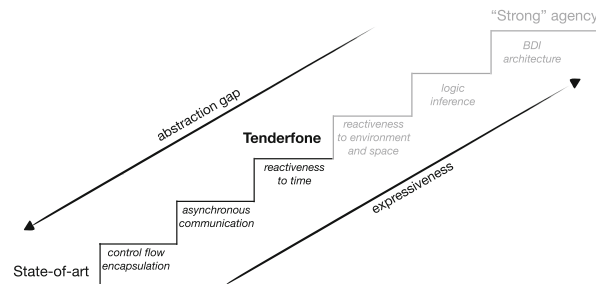 "Strong" agency
BDI
architecture
logic
inference
abstraction gap
reactiveness
to environment
and space
Tenderfone
reactiveness
to time
expressiveness
asynchronous
communication
control flow
encapsulation
State-of-art